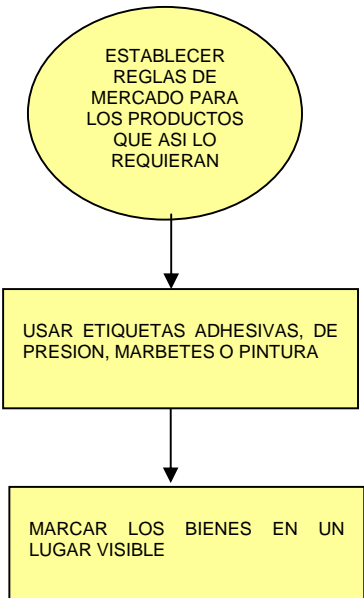 ESTABLECER
REGLAS DE
MERCADO PARA
LOS PRODUCTOS
QUE ASI LO
REQUIERAN
USAR ETIQUETAS ADHESIVAS, DE
PRESION, MARBETES O PINTURA
MARCAR LOS BIENES EN UN
LUGAR VISIBLE